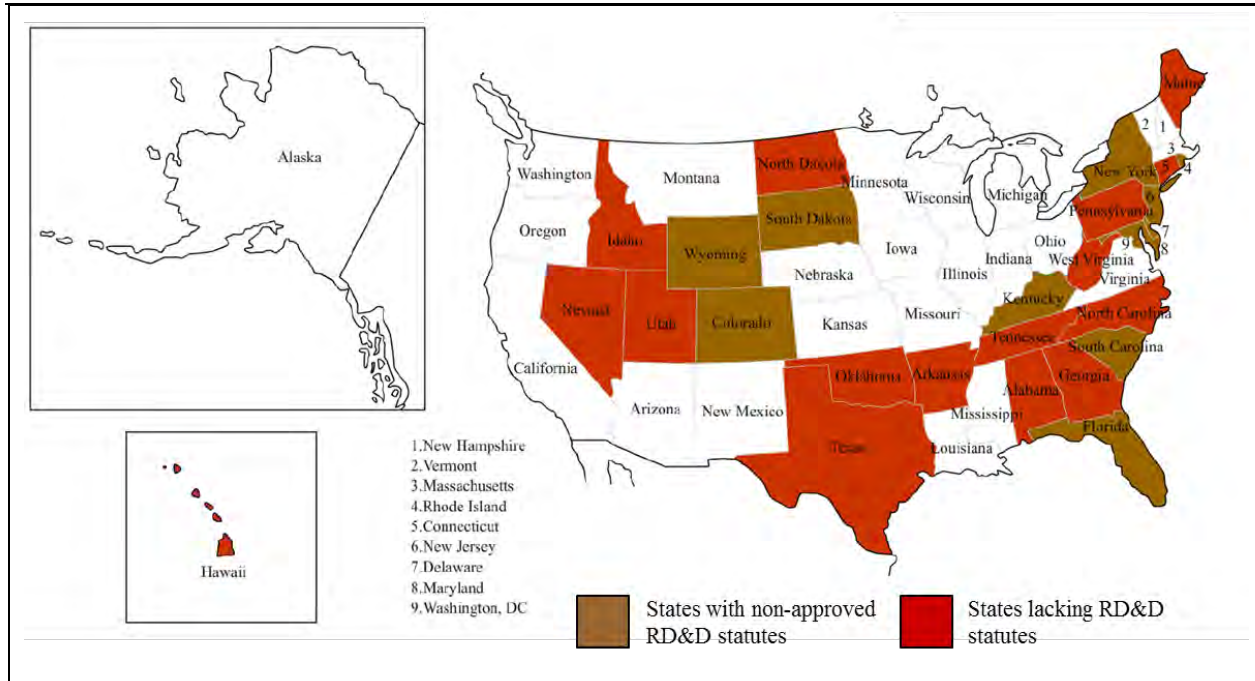 Alaska
Hawaii
Washington
Oregon
California
Idaho
Nevada
Utah
Arizona
Montana
Wyoming
Colorado
New Mexico
North Dakota
South Dakota
Nebraska
Kansas
Oklahoma
Texas
Minnesota
Iowa
Missouri
Arkansas
Louisiana
Wisconsin
Illinois
Michigan
Indiana
Ohio
Kentucky
Tennessee
Mississippi
Alabama
Georgia
Florida
South Carolina
North Carolina
Virginia
West Virginia
Pennsylvania
New York
Maine
1
2
3
4
5
6
7
8
9
1.New Hampshire
2.Vermont
3.Massachusetts
4.Rhode Island
5.Connecticut
6.New Jersey
7.Delaware
8.Maryland
9.Washington, DC
States with non-approved
RD&D statutes
States lacking RD&D
statutes